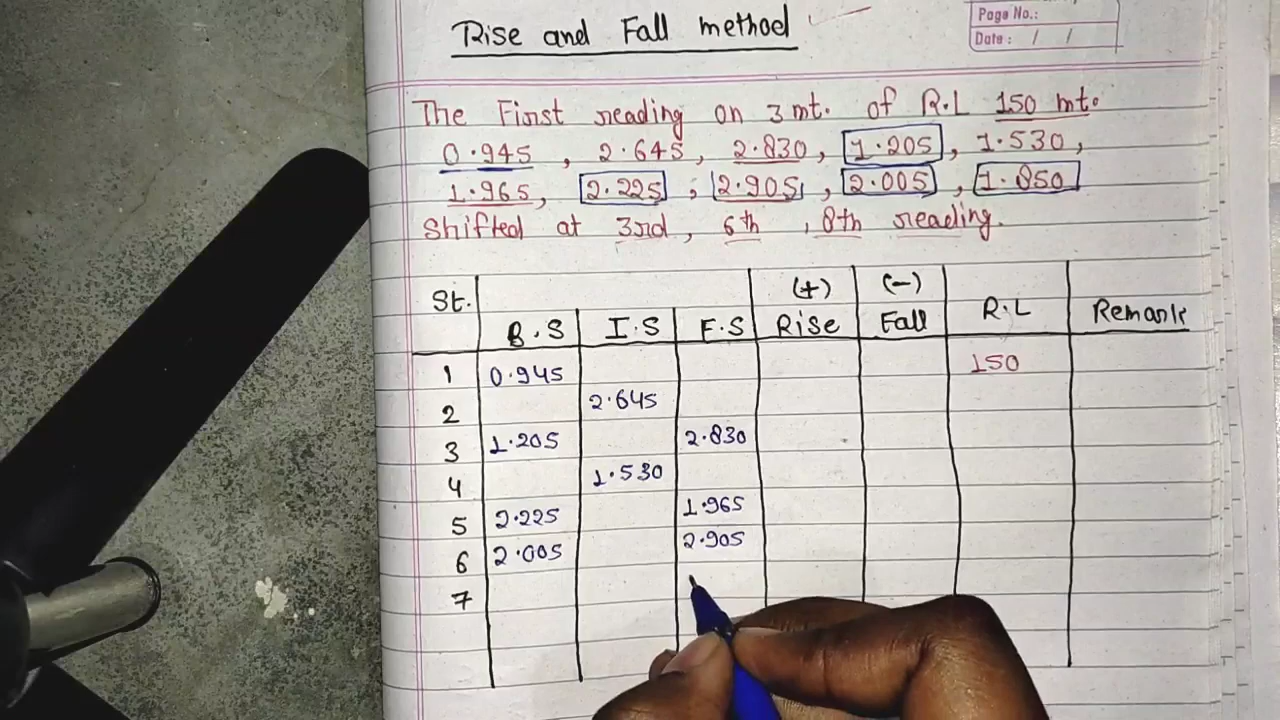 Page No.:
Date : / /
Rise and Fall method
The First reading on 3 mt. of R.L 150 mt.
0.945 , 2.645 , 2.830 , 1.205 , 1.530 ,
1.965 , 2.225 , 2.905 , 2.005 , 1.850
Shifted at 3rd , 6th , 8th reading.
St. B.S I.S F.S (+) Rise (-) Fall R.L Remark
1 0.945 150
2 2.645
3 1.205 2.830
4 1.530
5 2.225 1.965
6 2.005 2.905
7